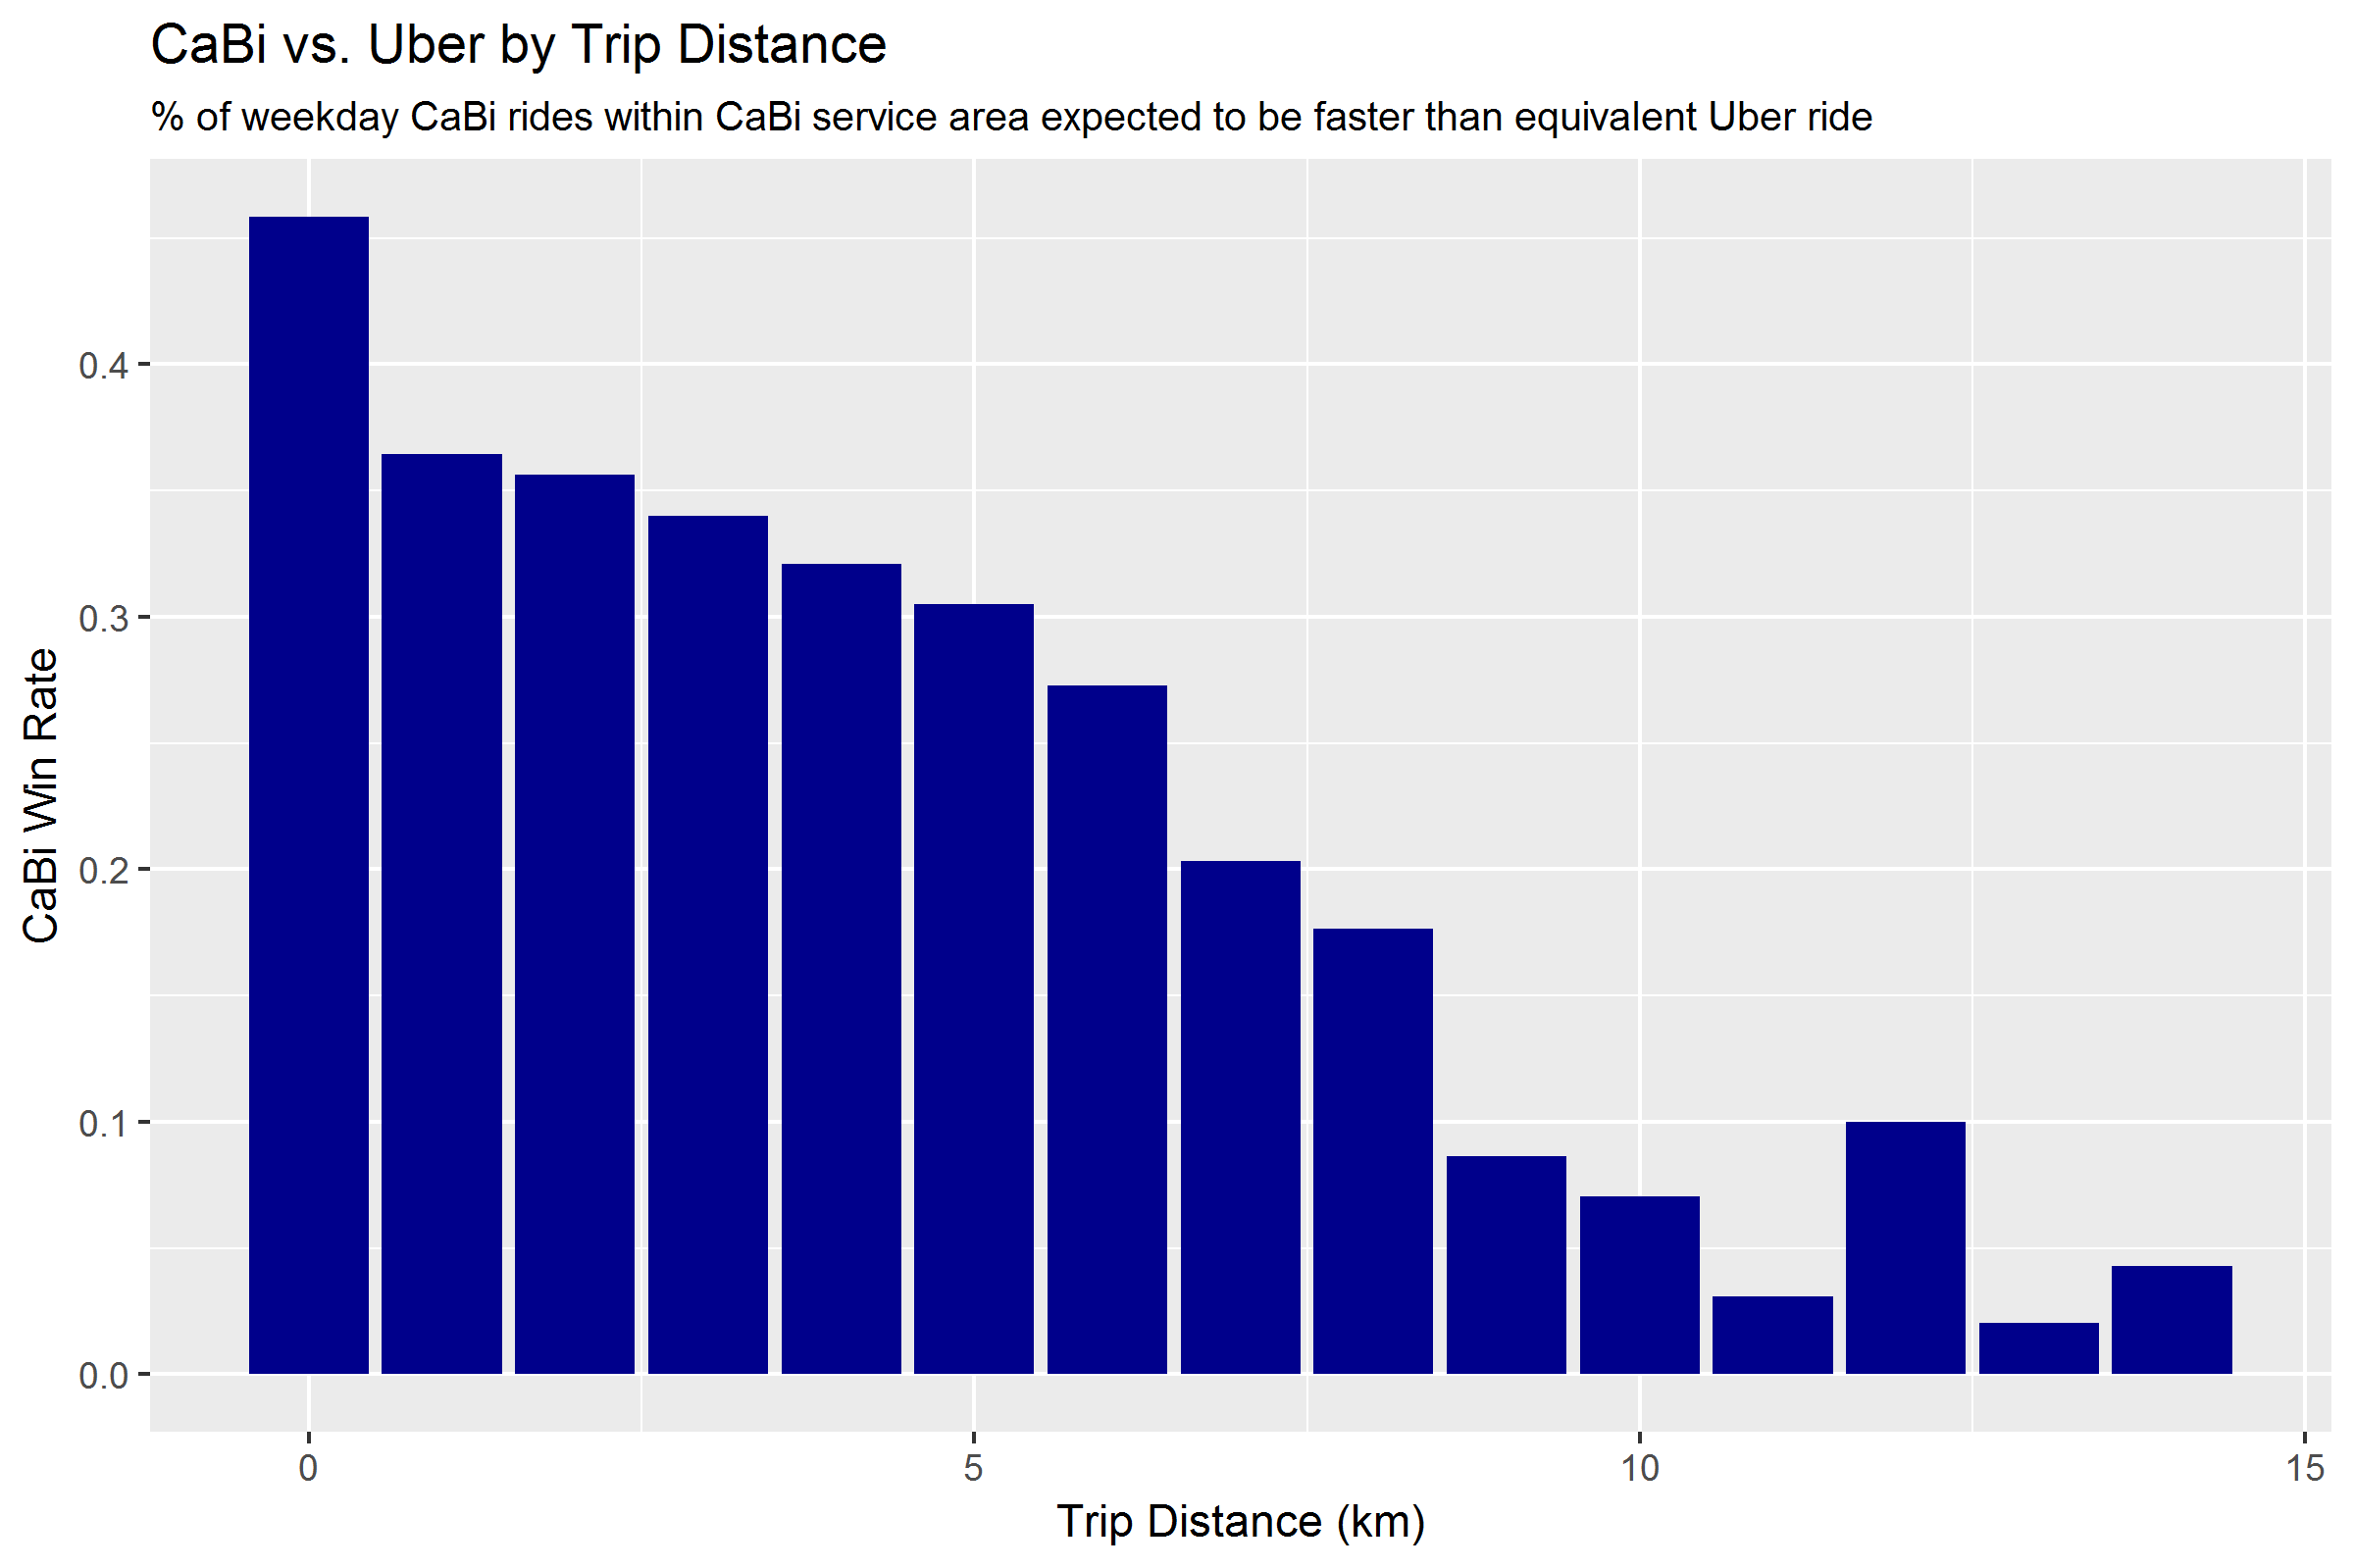 CaBi vs. Uber by Trip Distance
% of weekday CaBi rides within CaBi service area expected to be faster than equivalent Uber ride
CaBi Win Rate
0.4
0.3
0.2
0.1
0.0
0
5
10
15
Trip Distance (km)